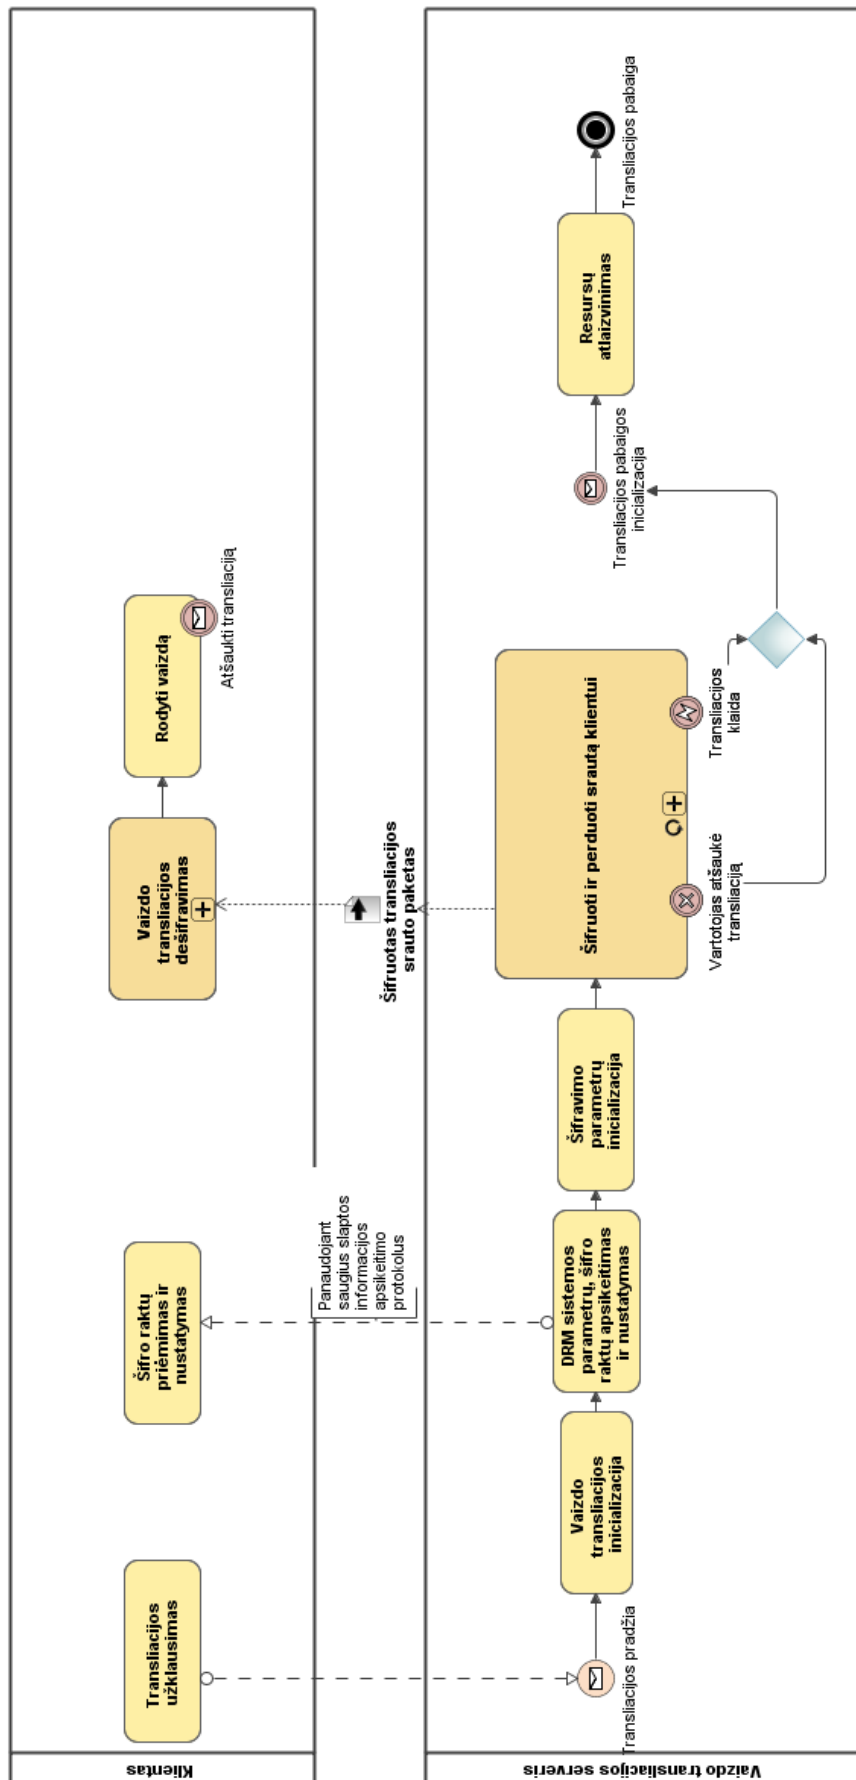 Klientas
Transliacijos
užklausimas
Šifro raktų
priėmimas ir
nustatymas
Vaizdo
transliacijos
dešifravimas
Rodyti vaizdą
Atšaukti transliaciją
Panaudojant
saugius slaptos
informacijos
apsikeitimo
protokolus
Šifruotas transliacijos
srauto paketas
Vaizdo transliacijos serveris
Transliacijos pradžia
Vaizdo
transliacijos
inicializacija
DRM sistemos
parametrų, šifro
raktų apsikeitimas
ir nustatymas
Šifravimo
parametrų
inicializacija
Šifruoti ir perduoti srautą klientui
Vartotojas atšaukė
transliaciją
Transliacijos
klaida
Transliacijos pabaigos
inicializacija
Resursų
atlaizvinimas
Transliacijos pabaiga